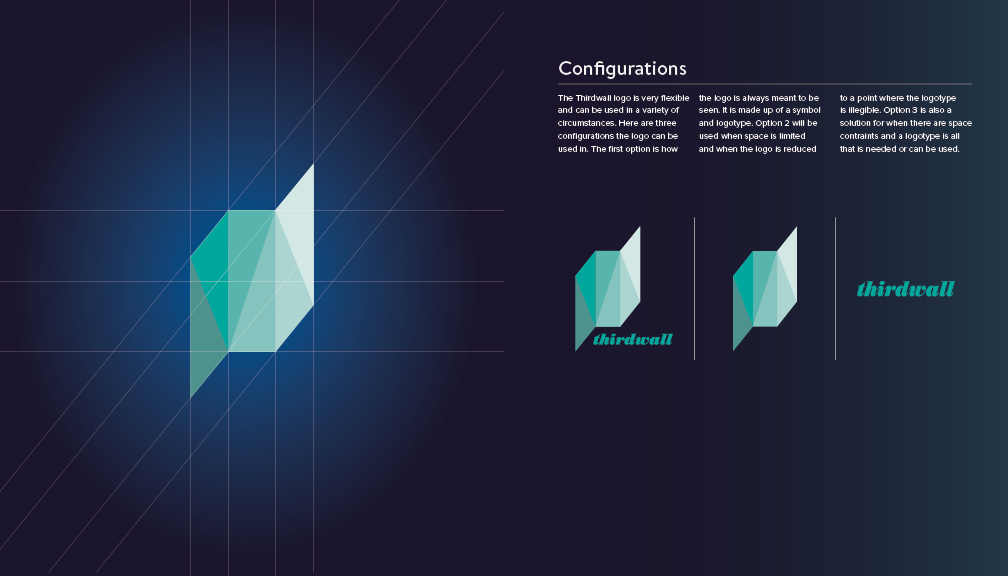 Configurations
The Thirdwall logo is very flexible
and can be used in a variety of
circumstances. Here are three
configurations the logo can be
used in. The first option is how
the logo is always meant to be
seen. It is made up of a symbol
and logotype. Option 2 will be
used when space is limited
and when the logo is reduced
to a point where the logotype
is illegible. Option 3 is also a
solution for when there are space
contraints and a logotype is all
that is needed or can be used.
thirdwall
thirdwall